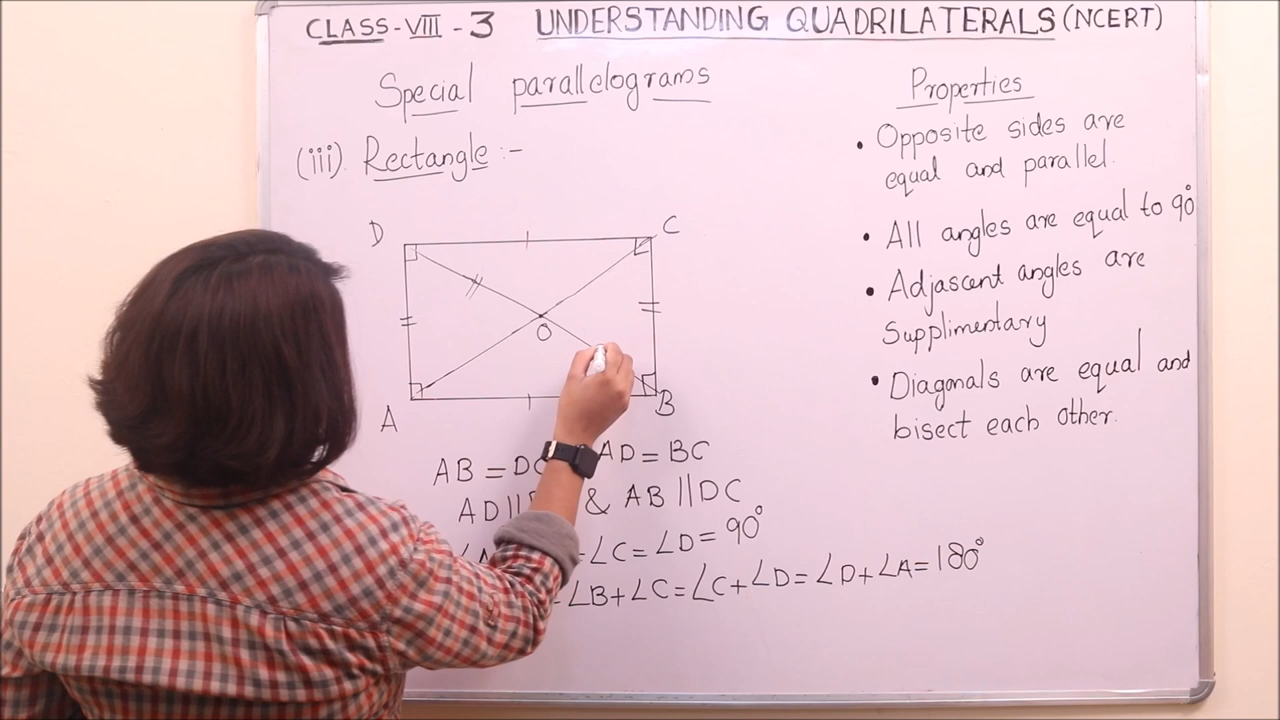 CLASS-VIII - 3 UNDERSTANDING QUADRILATERALS (NCERT)
Special parallelograms
(iii). Rectangle :-
D C
O
A B
AB = DC AD = BC
AD || & AB || DC
= ∠C = ∠D = 90°
= ∠B + ∠C = ∠C + ∠D = ∠D + ∠A = 180°
Properties
• Opposite sides are
equal and parallel.
• All angles are equal to 90°
• Adjascent angles are
Supplimentary
• Diagonals are equal and
bisect each other.